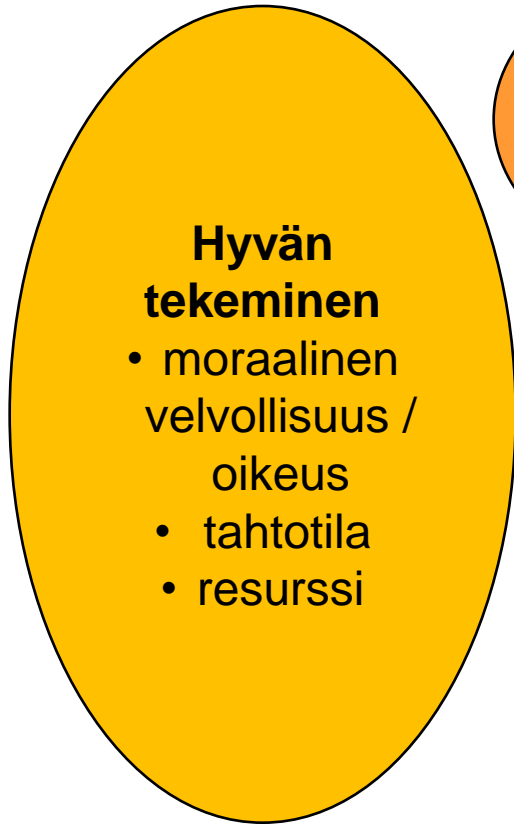 Hyvän
tekeminen
• moraalinen
velvollisuus /
oikeus
• tahtotila
• resurssi